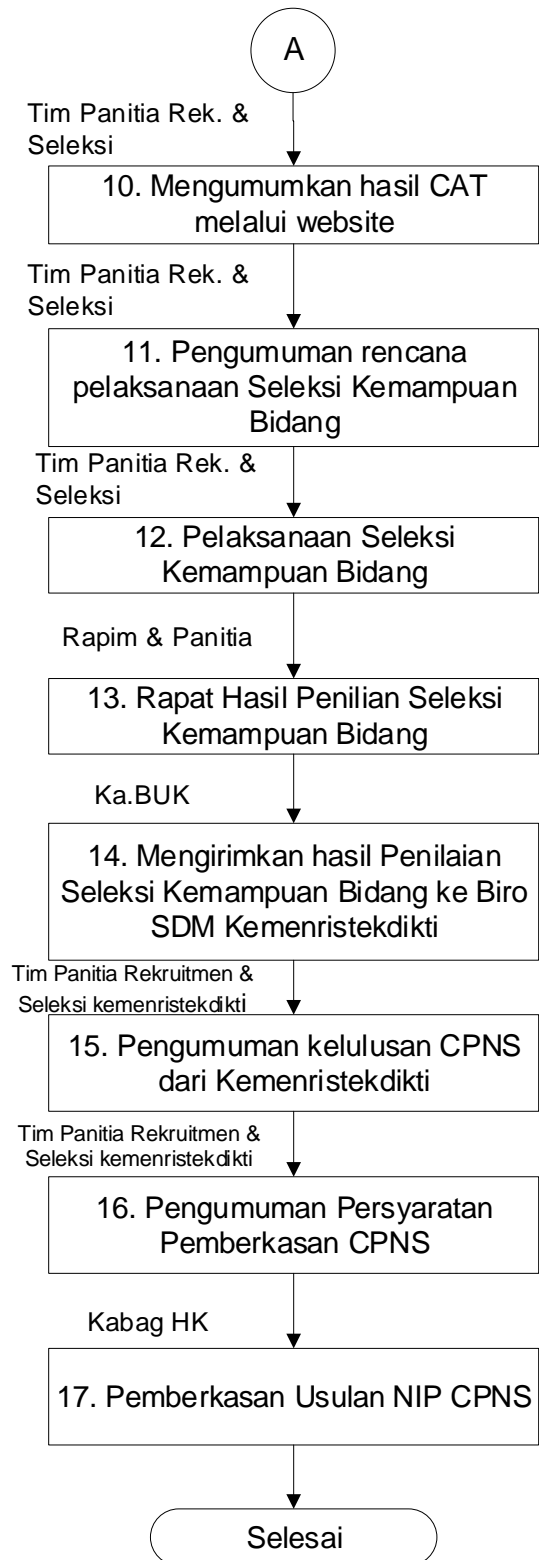 A
Tim Panitia Rek. &
Seleksi
10. Mengumumkan hasil CAT
melalui website
Tim Panitia Rek. &
Seleksi
11. Pengumuman rencana
pelaksanaan Seleksi Kemampuan
Bidang
Tim Panitia Rek. &
Seleksi
12. Pelaksanaan Seleksi
Kemampuan Bidang
Rapim & Panitia
13. Rapat Hasil Penilian Seleksi
Kemampuan Bidang
Ka.BUK
14. Mengirimkan hasil Penilaian
Seleksi Kemampuan Bidang ke Biro
SDM Kemenristekdikti
Tim Panitia Rekruitmen &
Seleksi kemenristekdikti
15. Pengumuman kelulusan CPNS
dari Kemenristekdikti
Tim Panitia Rekruitmen &
Seleksi kemenristekdikti
16. Pengumuman Persyaratan
Pemberkasan CPNS
Kabag HK
17. Pemberkasan Usulan NIP CPNS
Selesai